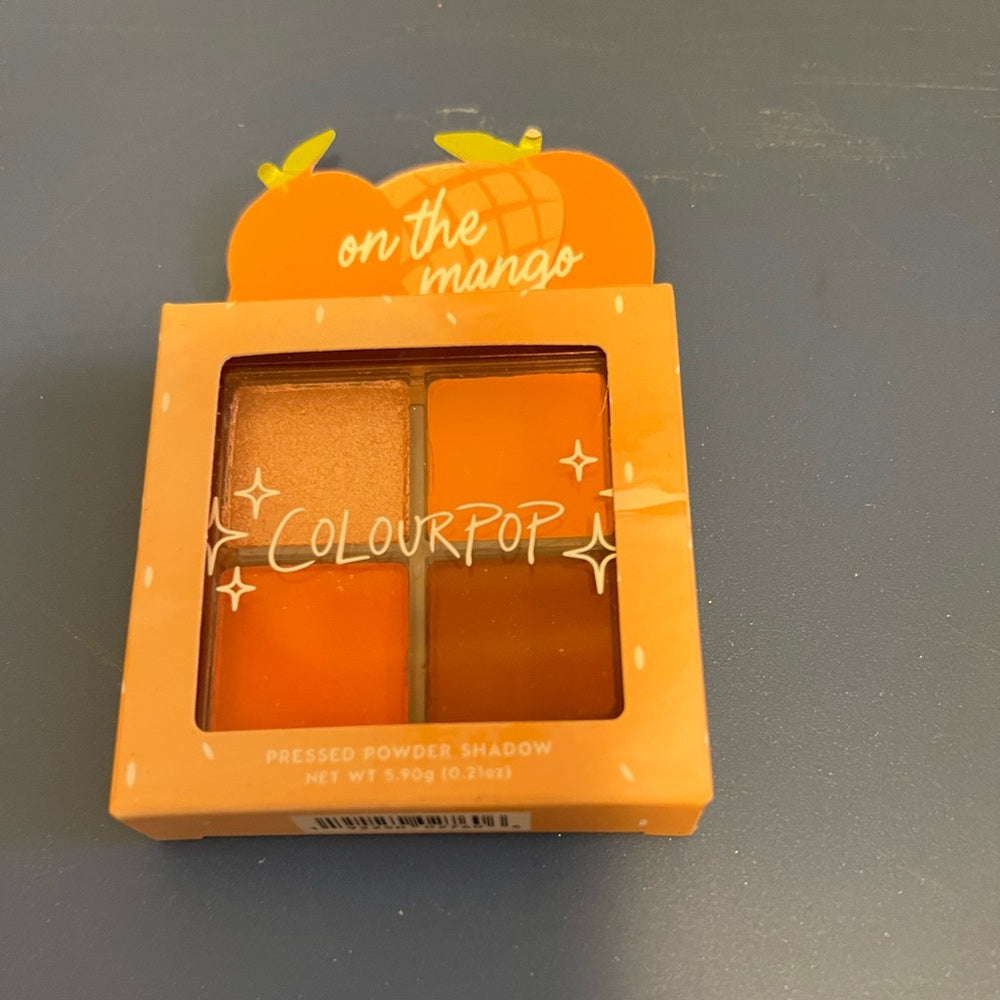 on the
mango
COLOURPOP
PRESSED POWDER SHADOW
NET WT 5.90g (0.21oz)